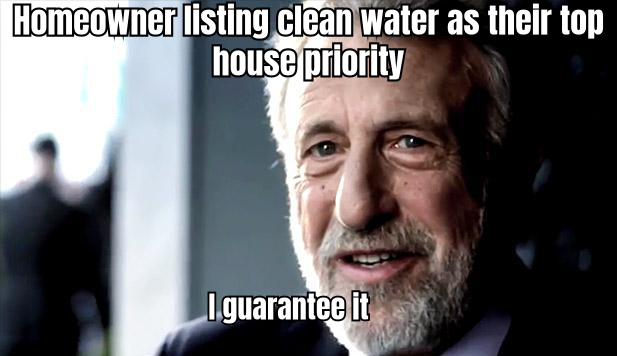 Homeowner listing clean water as their top
house priority
I guarantee it